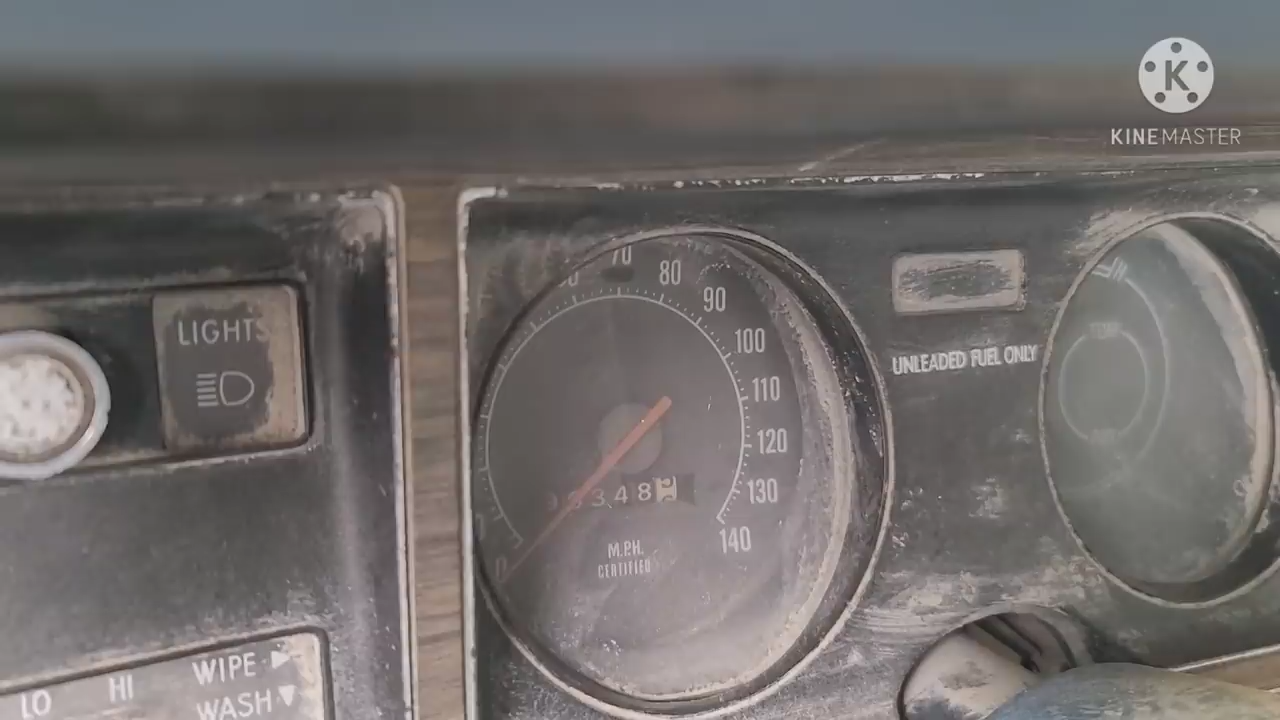 KINEMASTER
LIGHTS
70
80
90
100
110
120
130
140
M.P.H.
CERTIFIED
UNLEADED FUEL ONLY
WIPE
LO
HI
WASH